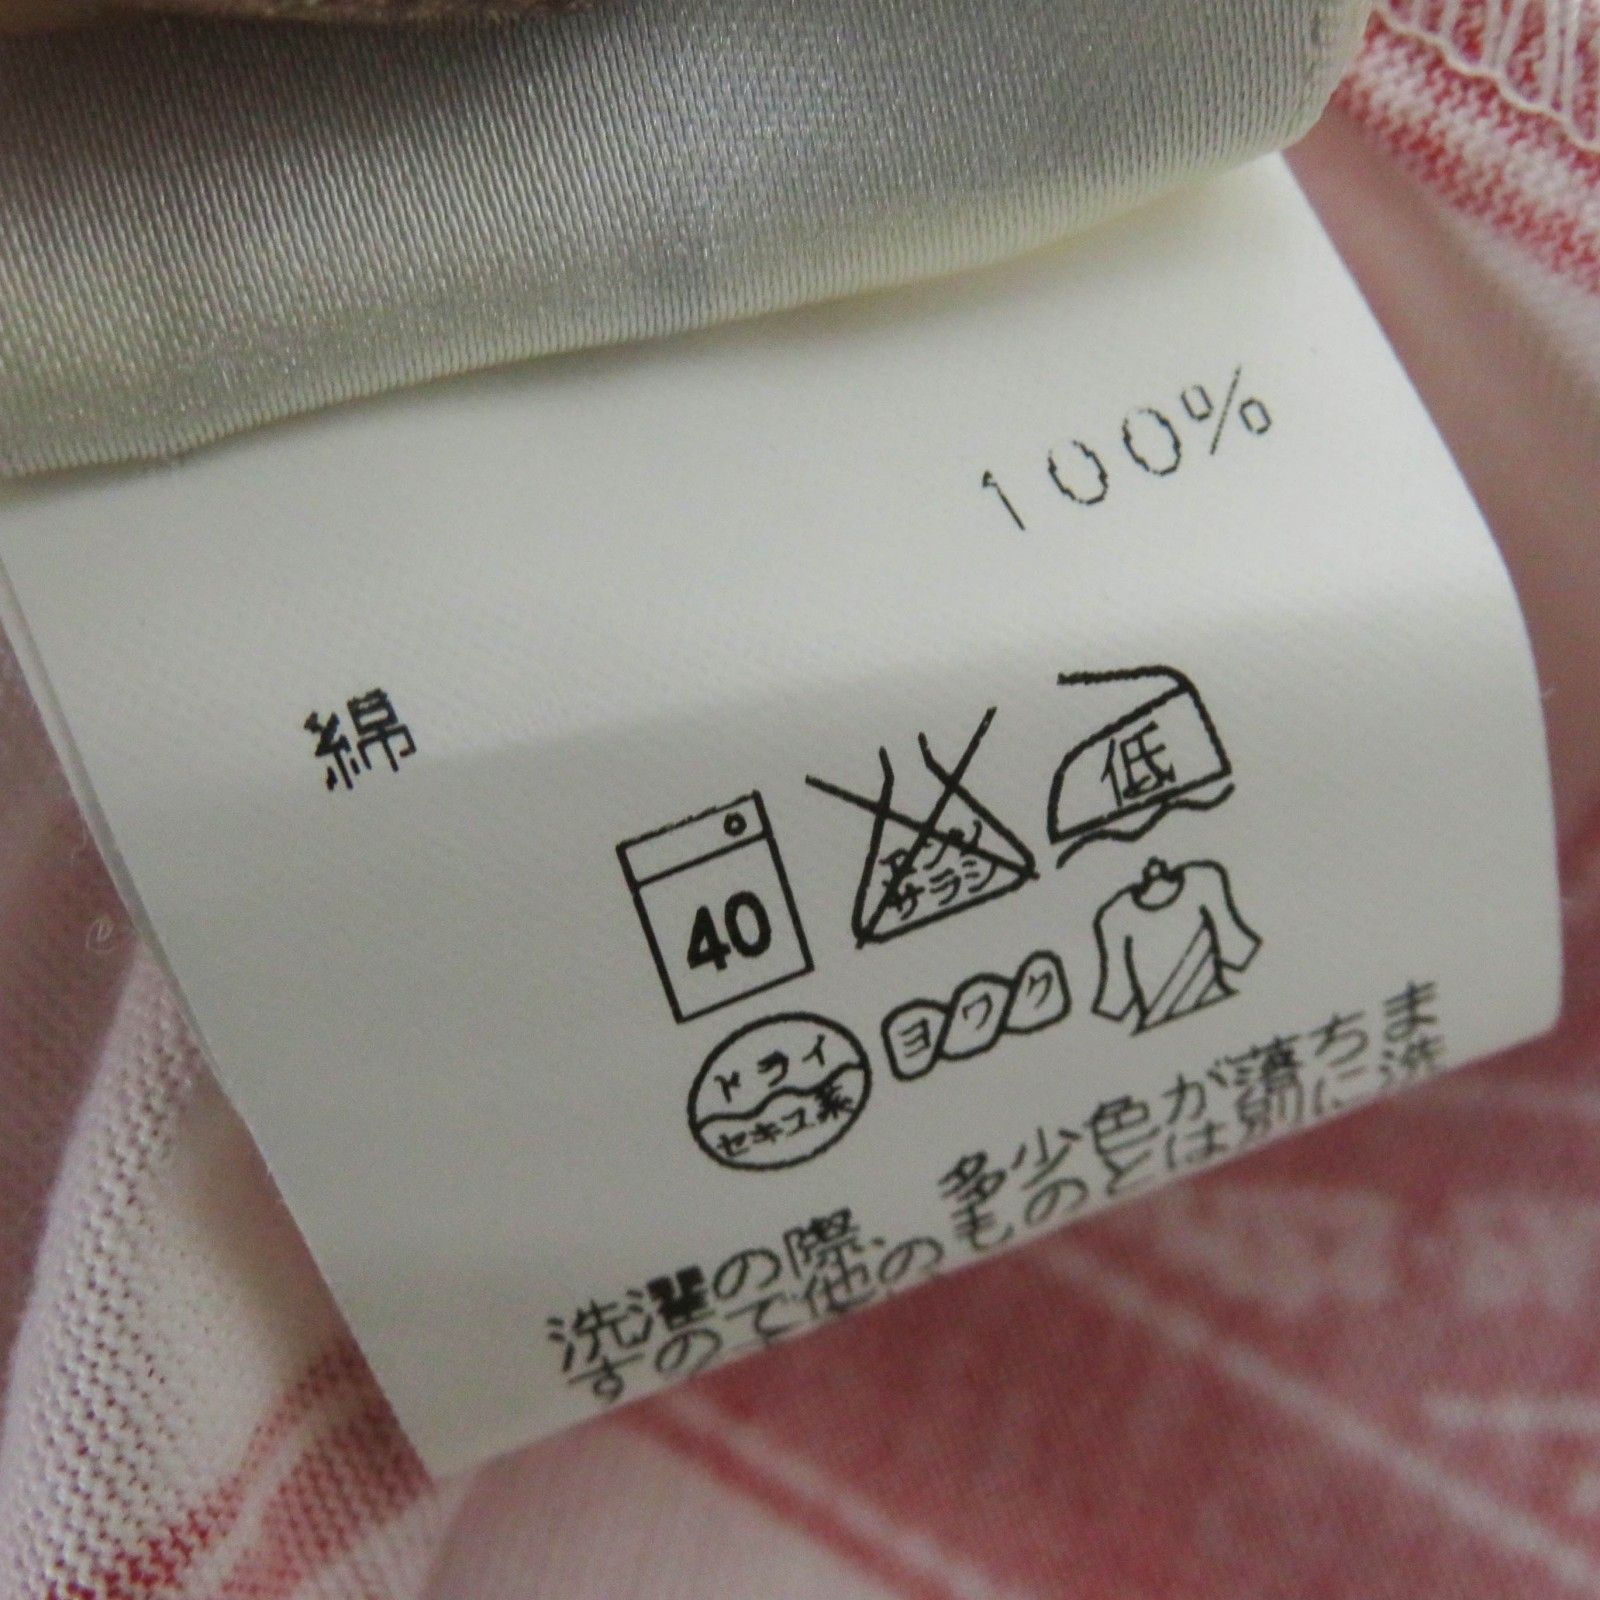 100%
綿
低
エンソ
サラシ
40
ヨワク
ドライ
セキユ系
洗濯の際、多少色が落ちま
すので他のものとは別に洗